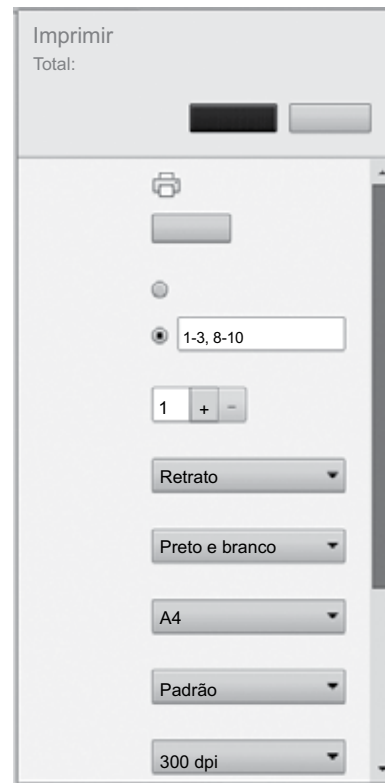 Imprimir
Total:
1-3, 8-10
1 + -
Retrato
Preto e branco
A4
Padrão
300 dpi